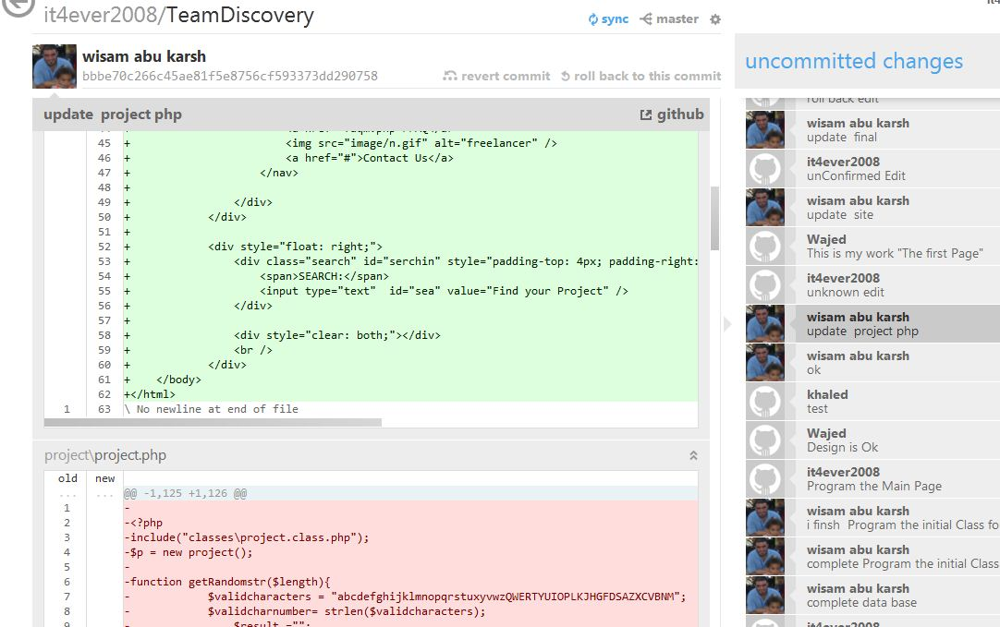 it4ever2008/TeamDiscovery
sync master
wisam abu karsh
bbbe70c266c45ae81f5e8756cf593373dd290758
revert commit roll back to this commit
update project php
github
45 + <img src="image/n.gif" alt="freelancer" />
46 + <a href="#">Contact Us</a>
47 + </nav>
48 +
49 + </div>
50 + </div>
51 +
52 + <div style="float: right;">
53 + <div class="search" id="serchin" style="padding-top: 4px; padding-right:
54 + <span>SEARCH:</span>
55 + <input type="text"  id="sea" value="Find your Project" />
56 + </div>
57 +
58 + <div style="clear: both;"></div>
59 + <br />
60 + </div>
61 + </body>
62 +</html>
1 63 \ No newline at end of file
project\project.php
old new
... ... @@ -1,125 +1,126 @@
1 -
2 -<?php
3 -include("classes\project.class.php");
4 -$p = new project();
5 -
6 -function getRandomstr($length){
7 - $validcharacters = "abcdefghijklmnopqrstuxyvwzQWERTYUIOPLKJHGFDSAZXCVBNM";
8 - $validcharnumber= strlen($validcharacters);
9 - $result ="";
uncommitted changes
roll back edit
wisam abu karsh
update final
it4ever2008
unConfirmed Edit
wisam abu karsh
update site
Wajed
This is my work "The first Page"
it4ever2008
unknown edit
wisam abu karsh
update project php
wisam abu karsh
ok
khaled
test
Wajed
Design is Ok
it4ever2008
Program the Main Page
wisam abu karsh
i finsh Program the initial Class fo
wisam abu karsh
complete Program the initial Class
wisam abu karsh
complete data base
it4ever2008